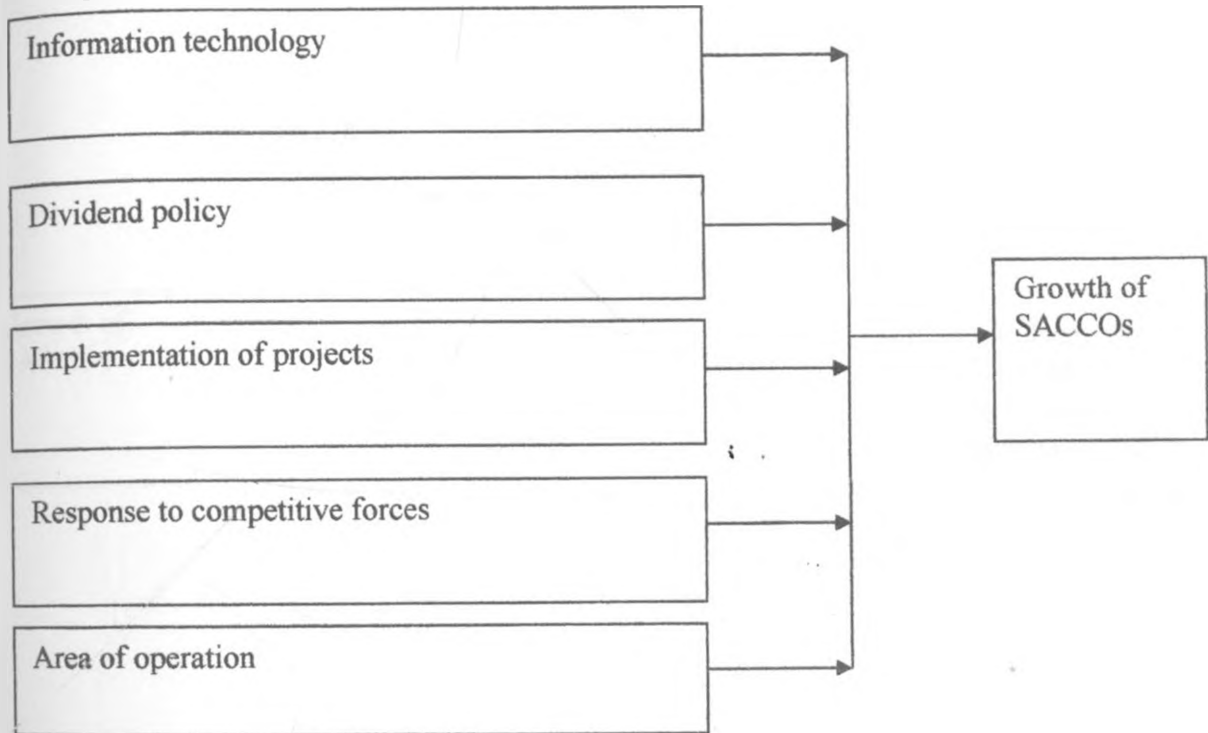 Information technology
Dividend policy
Implementation of projects
Response to competitive forces
Area of operation
Growth of
SACCOs